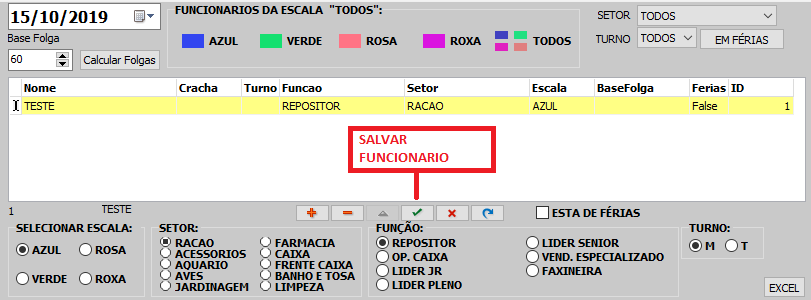 15/10/2019
Base Folga
60
Calcular Folgas
FUNCIONARIOS DA ESCALA "TODOS":
AZUL VERDE ROSA ROXA TODOS
SETOR TODOS
TURNO TODOS EM FÉRIAS
Nome Cracha Turno Funcao Setor Escala BaseFolga Ferias ID
TESTE REPOSITOR RACAO AZUL False 1
SALVAR
FUNCIONARIO
1 TESTE
ESTA DE FÉRIAS
SELECIONAR ESCALA:
AZUL ROSA
VERDE ROXA
SETOR:
RACAO FARMACIA
ACESSORIOS CAIXA
AQUARIO FRENTE CAIXA
AVES BANHO E TOSA
JARDINAGEM LIMPEZA
FUNÇÃO:
REPOSITOR LIDER SENIOR
OP. CAIXA VEND. ESPECIALIZADO
LIDER JR FAXINEIRA
LIDER PLENO
TURNO:
M T
EXCEL